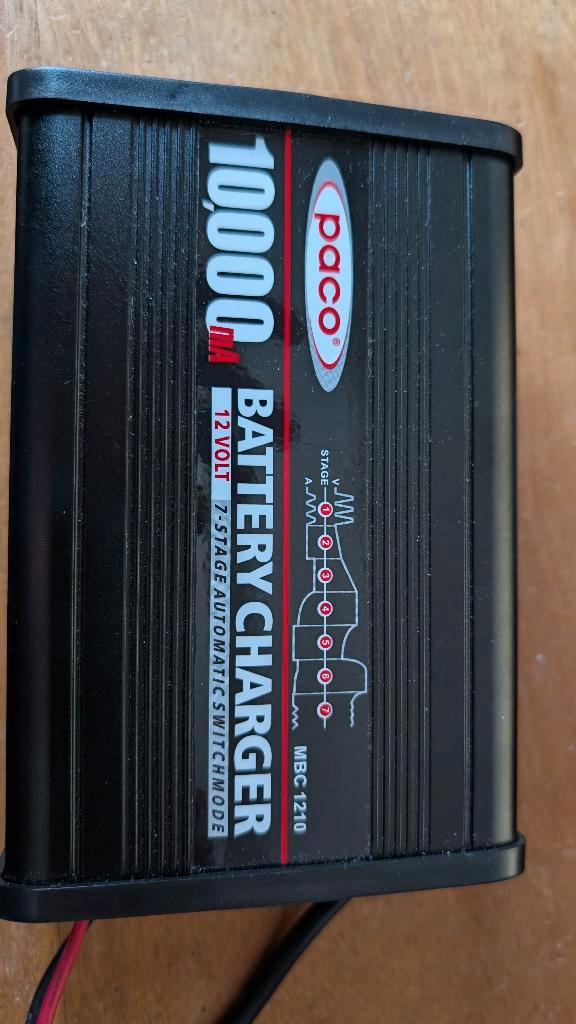 paco®
V
STAGE 1 2 3 4 5 6 7
A
MBC 1210
10,000mA BATTERY CHARGER
12 VOLT 7-STAGE AUTOMATIC SWITCHMODE